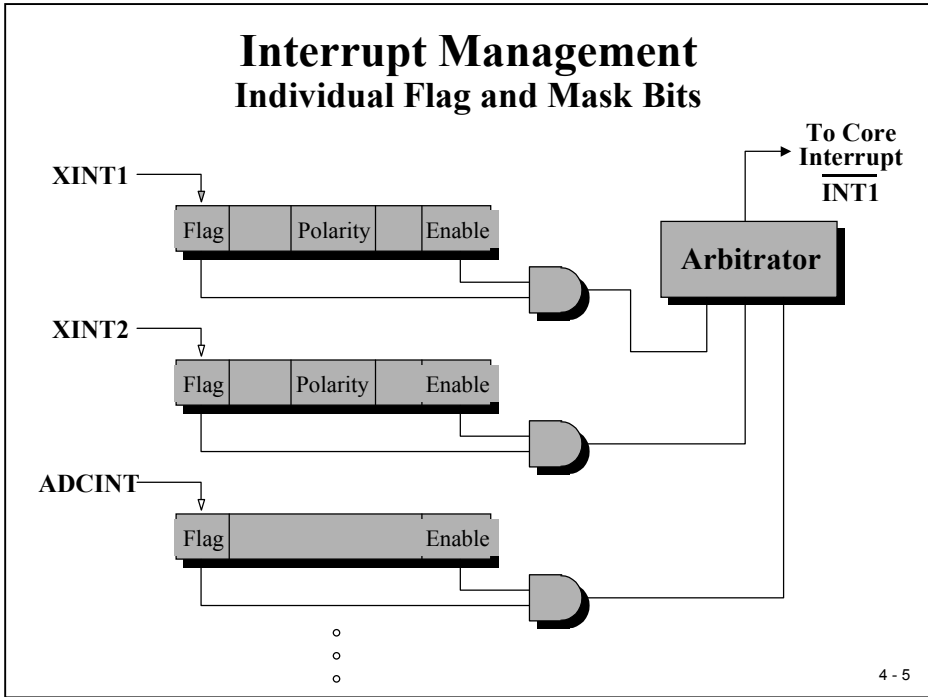 Interrupt Management
Individual Flag and Mask Bits
To Core
Interrupt
INT1
XINT1
Flag Polarity Enable
Arbitrator
XINT2
Flag Polarity Enable
ADCINT
Flag Enable
4 - 5